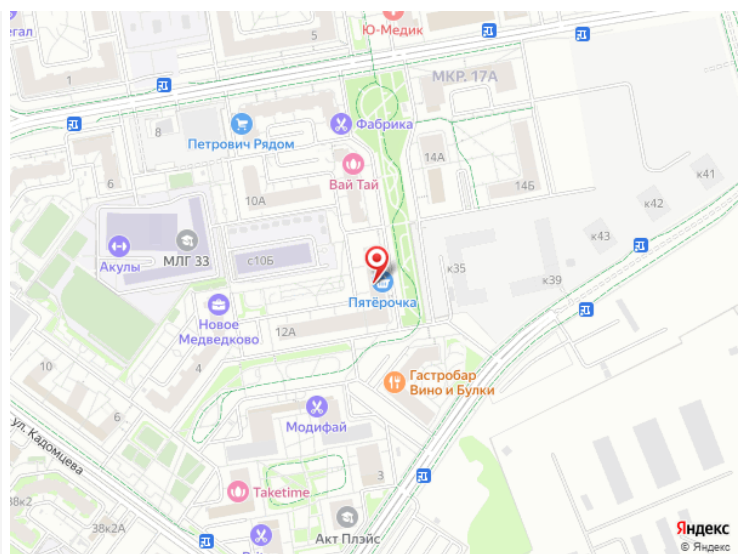 егал
5
Ю-Медик
1
МКР. 17А
8
Фабрика
Петрович Рядом
14А
6
Вай Тай
10А
14Б
к41
к42
к43
Акулы
МЛГ 33
с10Б
к35
к39
Пятёрочка
Новое
Медведково
12А
10
4
Гастробар
Вино и Булки
6
Модифай
ул. Кадомцева
3
Taketime
38к2
38к2А
Акт Плэйс
Яндекс
© Яндекс